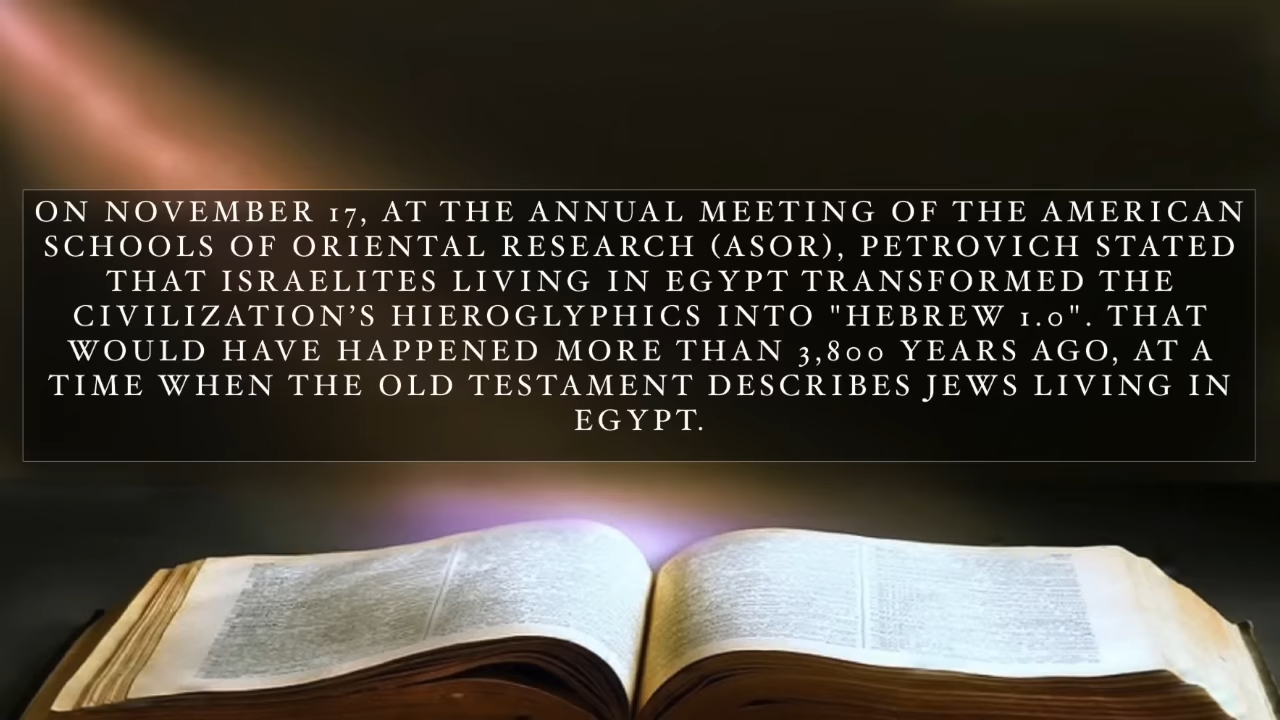 ON NOVEMBER 17, AT THE ANNUAL MEETING OF THE AMERICAN
SCHOOLS OF ORIENTAL RESEARCH (ASOR), PETROVICH STATED
THAT ISRAELITES LIVING IN EGYPT TRANSFORMED THE
CIVILIZATION’S HIEROGLYPHICS INTO "HEBREW 1.0". THAT
WOULD HAVE HAPPENED MORE THAN 3,800 YEARS AGO, AT A
TIME WHEN THE OLD TESTAMENT DESCRIBES JEWS LIVING IN
EGYPT.